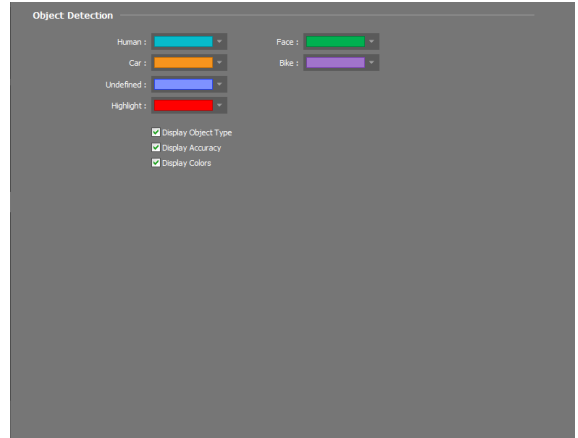 Object Detection
Human : Face :
Car : Bike :
Undefined :
Highlight :
Display Object Type
Display Accuracy
Display Colors